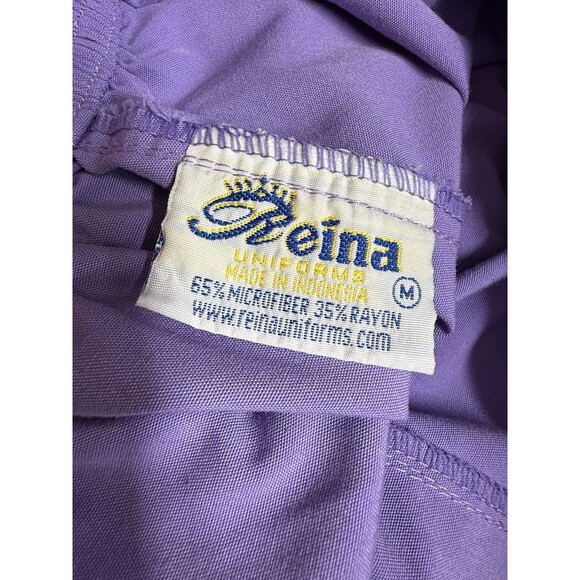 Reina
UNIFORMS
MADE IN INDONESIA
65% MICROFIBER 35% RAYON
www.reinauniforms.com
M